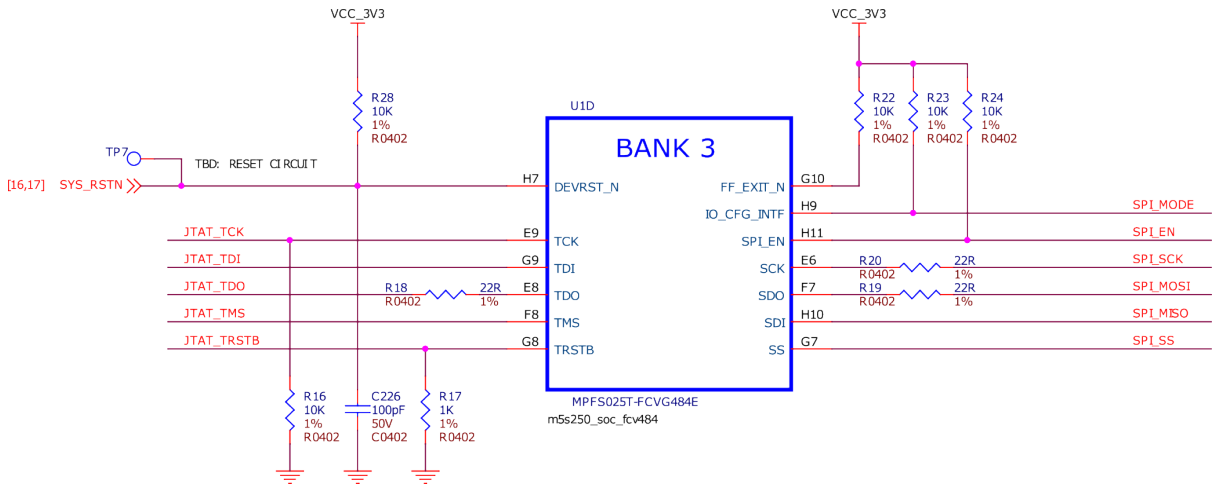 VCC_3V3
VCC_3V3
R28
10K
1%
R0402
U1D
R22
10K
1%
R0402
R23
10K
1%
R0402
R24
10K
1%
R0402
BANK 3
TP7
TBD: RESET CIRCUIT
[16,17] SYS_RSTN
H7 DEVRST_N
FF_EXIT_N G10
IO_CFG_INTF H9 SPI_MODE
JTAT_TCK E9 TCK
SPI_EN H11 SPI_EN
JTAT_TDI G9 TDI
SCK E6 R20 22R SPI_SCK
R0402 1%
JTAT_TDO R18 22R E8 TDO
R0402 1%
SDO F7 R19 22R SPI_MOSI
R0402 1%
JTAT_TMS F8 TMS
SDI H10 SPI_MISO
JTAT_TRSTB G8 TRSTB
SS G7 SPI_SS
R16
10K
1%
R0402
C226
100pF
50V
C0402
R17
1K
1%
R0402
MPFS025T-FCVG484E
m5s250_soc_fcv484